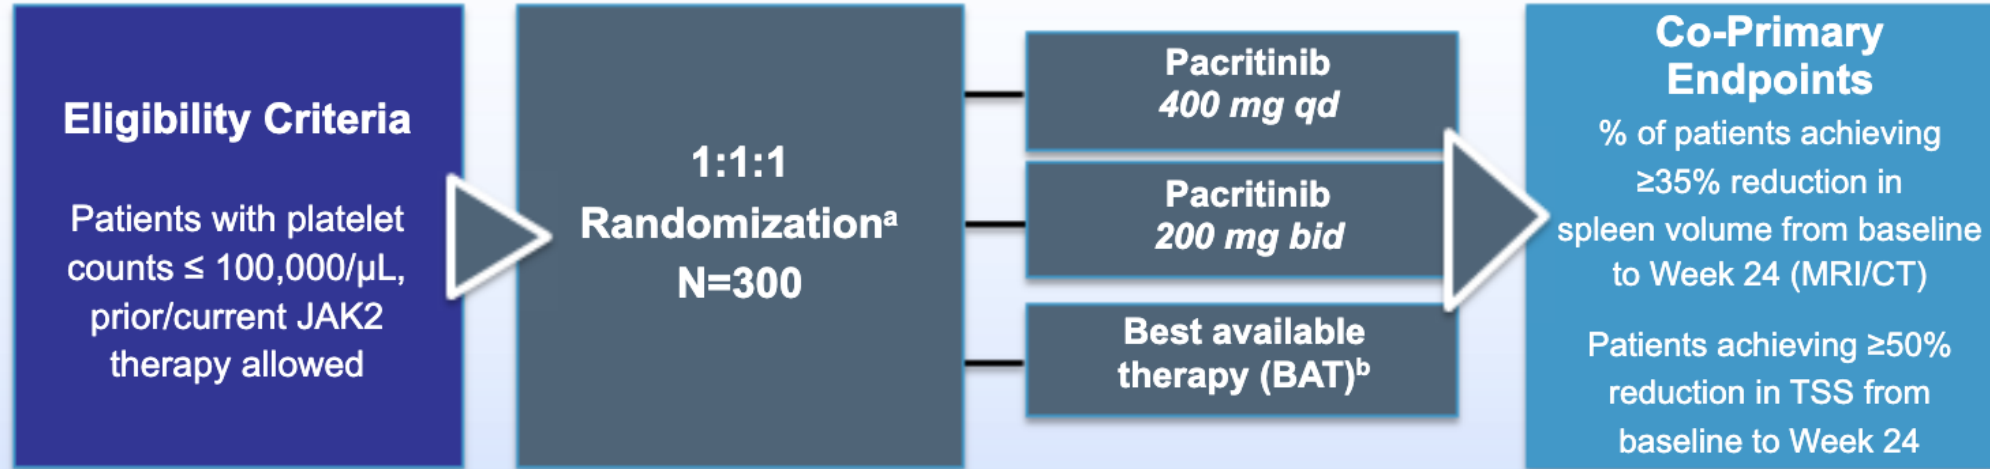 Eligibility Criteria
Patients with platelet
counts ≤ 100,000/µL,
prior/current JAK2
therapy allowed
1:1:1
Randomizationᵃ
N=300
Pacritinib
400 mg qd
Pacritinib
200 mg bid
Best available
therapy (BAT)ᵇ
Co-Primary
Endpoints
% of patients achieving
≥35% reduction in
spleen volume from baseline
to Week 24 (MRI/CT)
Patients achieving ≥50%
reduction in TSS from
baseline to Week 24